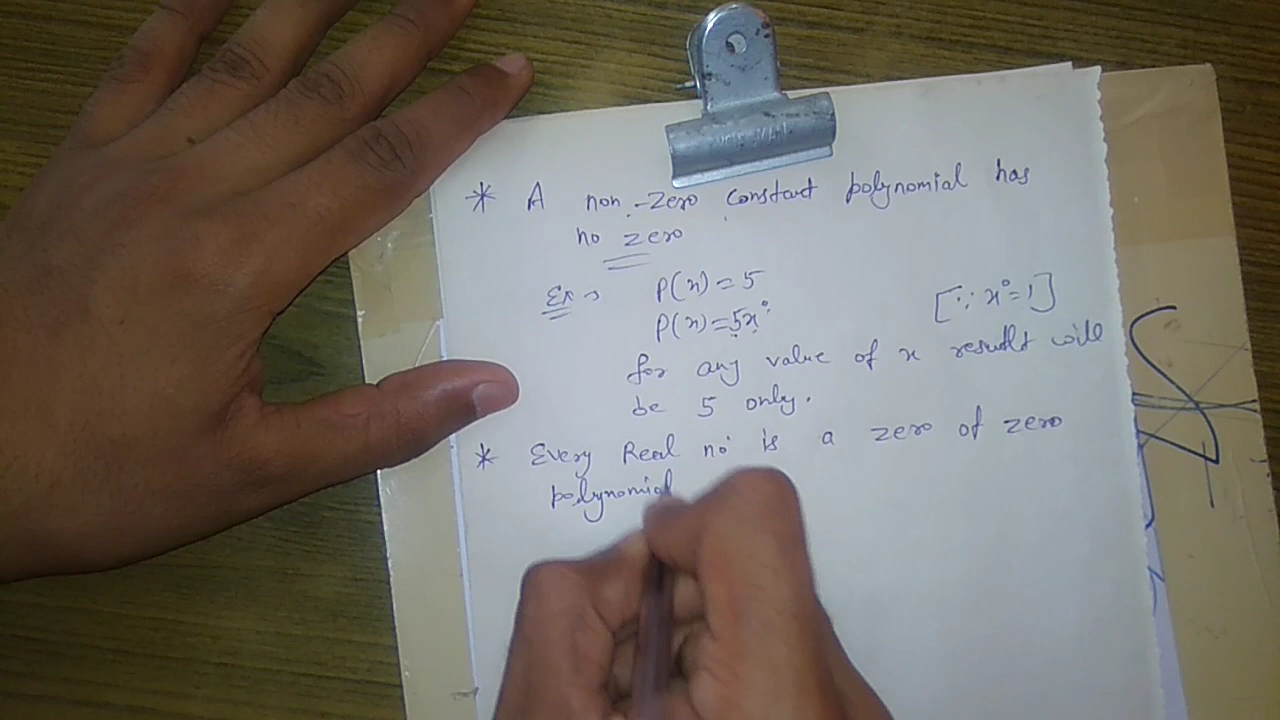 * A non-zero constant polynomial has
no zero
Ex → P(x) = 5
P(x) = 5x° [∵ x° = 1]
for any value of x result will
be 5 only.
* Every Real no is a zero of zero
polynomial